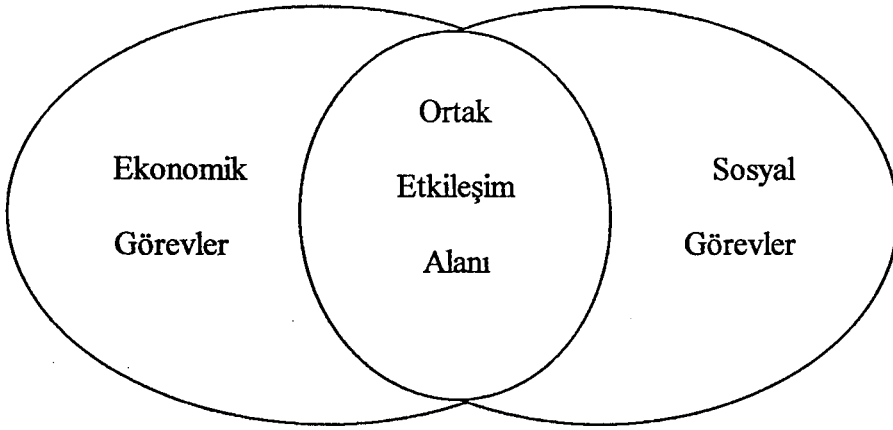 Ekonomik
Görevler
Ortak
Etkileşim
Alanı
Sosyal
Görevler